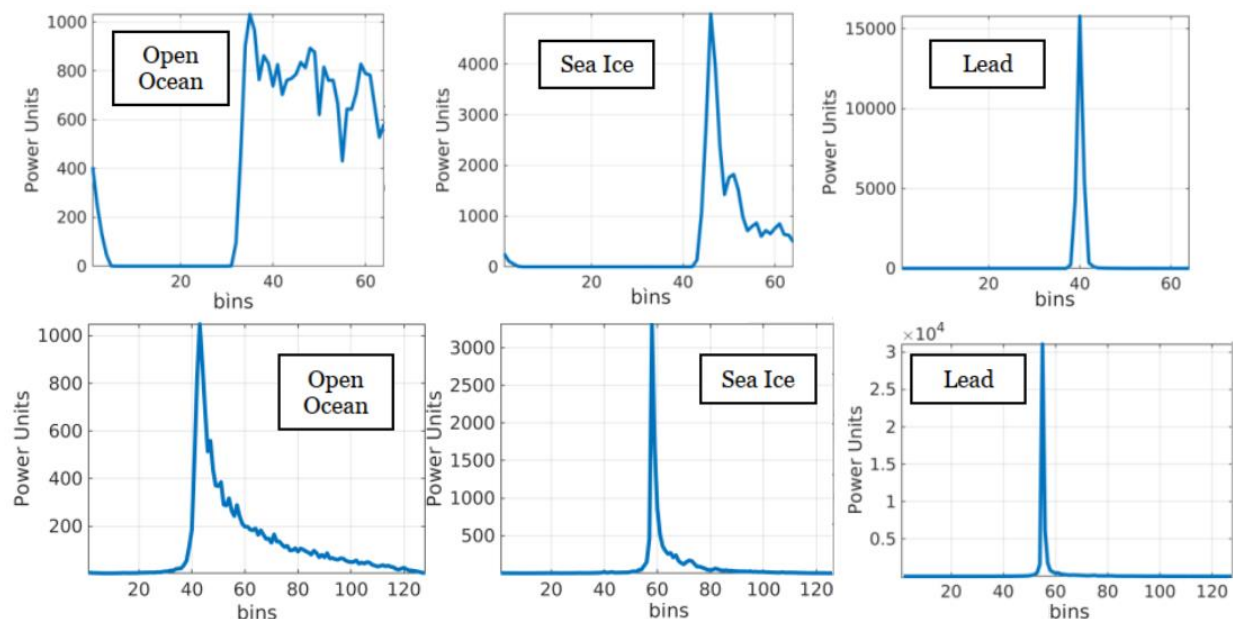 1000
800
600
400
200
0
Power Units
Open
Ocean
20 40 60
bins
5000
4000
3000
2000
1000
0
Power Units
Sea Ice
20 40 60
bins
15000
10000
5000
0
Power Units
Lead
20 40 60
bins
1000
800
600
400
200
Power Units
Open
Ocean
20 40 60 80 100 120
bins
3000
2500
2000
1500
1000
500
Power Units
Sea Ice
20 40 60 80 100 120
bins
×10⁴
3
2.5
2
1.5
1
0.5
Power Units
Lead
20 40 60 80 100 120
bins